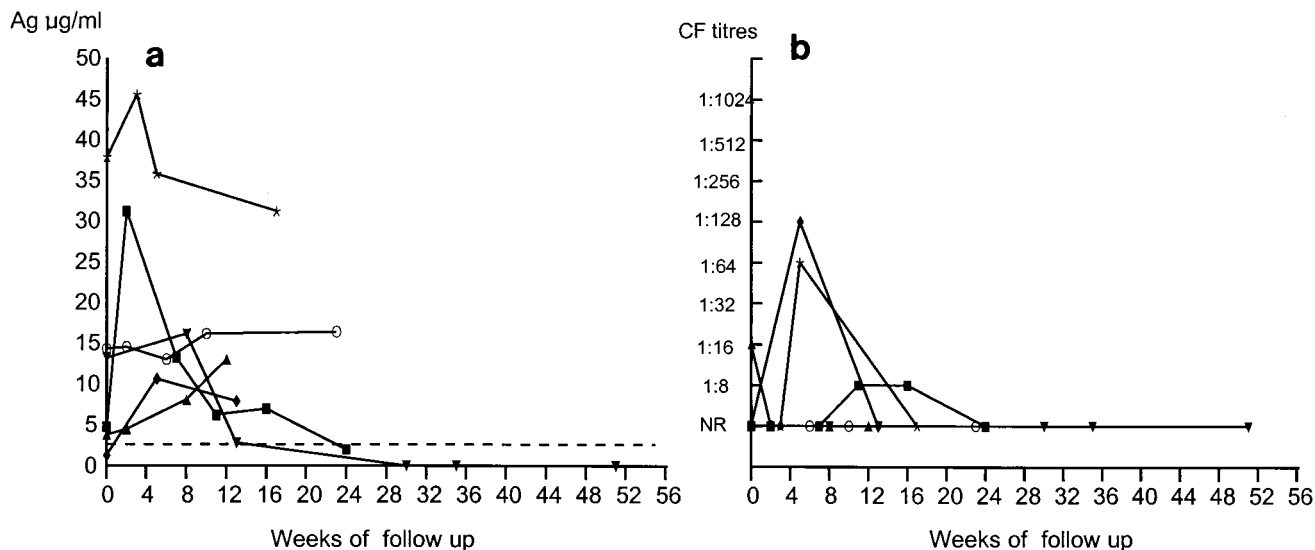 Ag µg/ml
a
50
45
40
35
30
25
20
15
10
5
0
0 4 8 12 16 20 24 28 32 36 40 44 48 52 56
Weeks of follow up
CF titres
b
1:1024
1:512
1:256
1:128
1:64
1:32
1:16
1:8
NR
0 4 8 12 16 20 24 28 32 36 44 48 52 56
Weeks of follow up